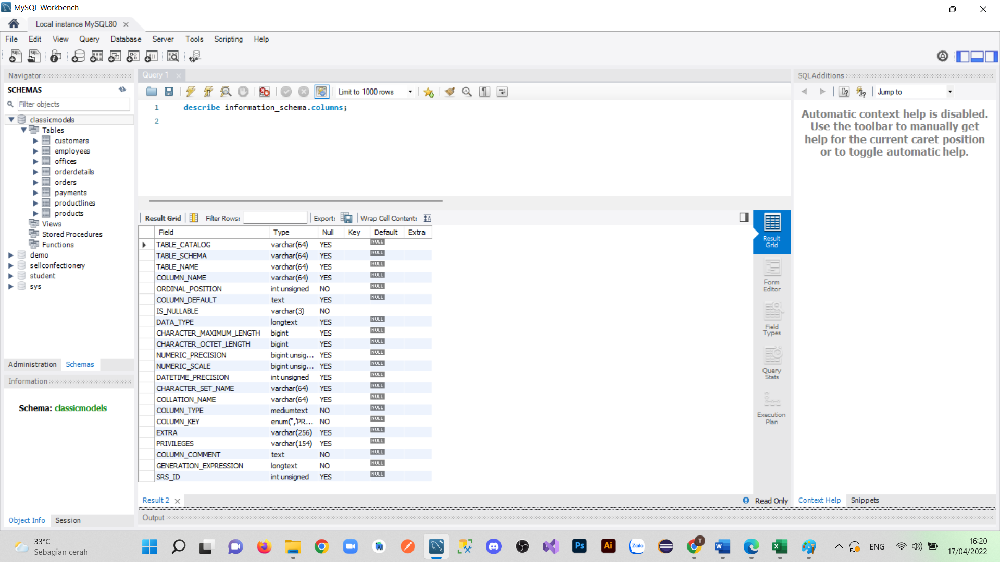 MySQL Workbench
Local instance MySQL80
File Edit View Query Database Server Tools Scripting Help
Navigator
SCHEMAS
Filter objects
classicmodels
Tables
customers
employees
offices
orderdetails
orders
payments
productlines
products
Views
Stored Procedures
Functions
demo
sellconfectionery
student
sys
Administration Schemas
Information
Schema: classicmodels
Object Info Session
Query 1
Limit to 1000 rows
1 describe information_schema.columns;
2
Result Grid Filter Rows: Export: Wrap Cell Content:
Field Type Null Key Default Extra
TABLE_CATALOG varchar(64) YES NULL
TABLE_SCHEMA varchar(64) YES NULL
TABLE_NAME varchar(64) YES NULL
COLUMN_NAME varchar(64) YES NULL
ORDINAL_POSITION int unsigned NO NULL
COLUMN_DEFAULT text YES NULL
IS_NULLABLE varchar(3) NO
DATA_TYPE longtext YES NULL
CHARACTER_MAXIMUM_LENGTH bigint YES NULL
CHARACTER_OCTET_LENGTH bigint YES NULL
NUMERIC_PRECISION bigint unsig... YES NULL
NUMERIC_SCALE bigint unsig... YES NULL
DATETIME_PRECISION int unsigned YES NULL
CHARACTER_SET_NAME varchar(64) YES NULL
COLLATION_NAME varchar(64) YES NULL
COLUMN_TYPE mediumtext NO NULL
COLUMN_KEY enum('','PR... NO NULL
EXTRA varchar(256) YES NULL
PRIVILEGES varchar(154) YES NULL
COLUMN_COMMENT text NO NULL
GENERATION_EXPRESSION longtext NO NULL
SRS_ID int unsigned YES NULL
Result 2
Read Only
Output
Result
Grid
Form
Editor
Field
Types
Query
Stats
Execution
Plan
SQLAdditions
Jump to
Automatic context help is disabled.
Use the toolbar to manually get
help for the current caret position
or to toggle automatic help.
Context Help Snippets
33°C
Sebagian cerah
Ps
Ai
Zalo
T
ENG
16:20
17/04/2022